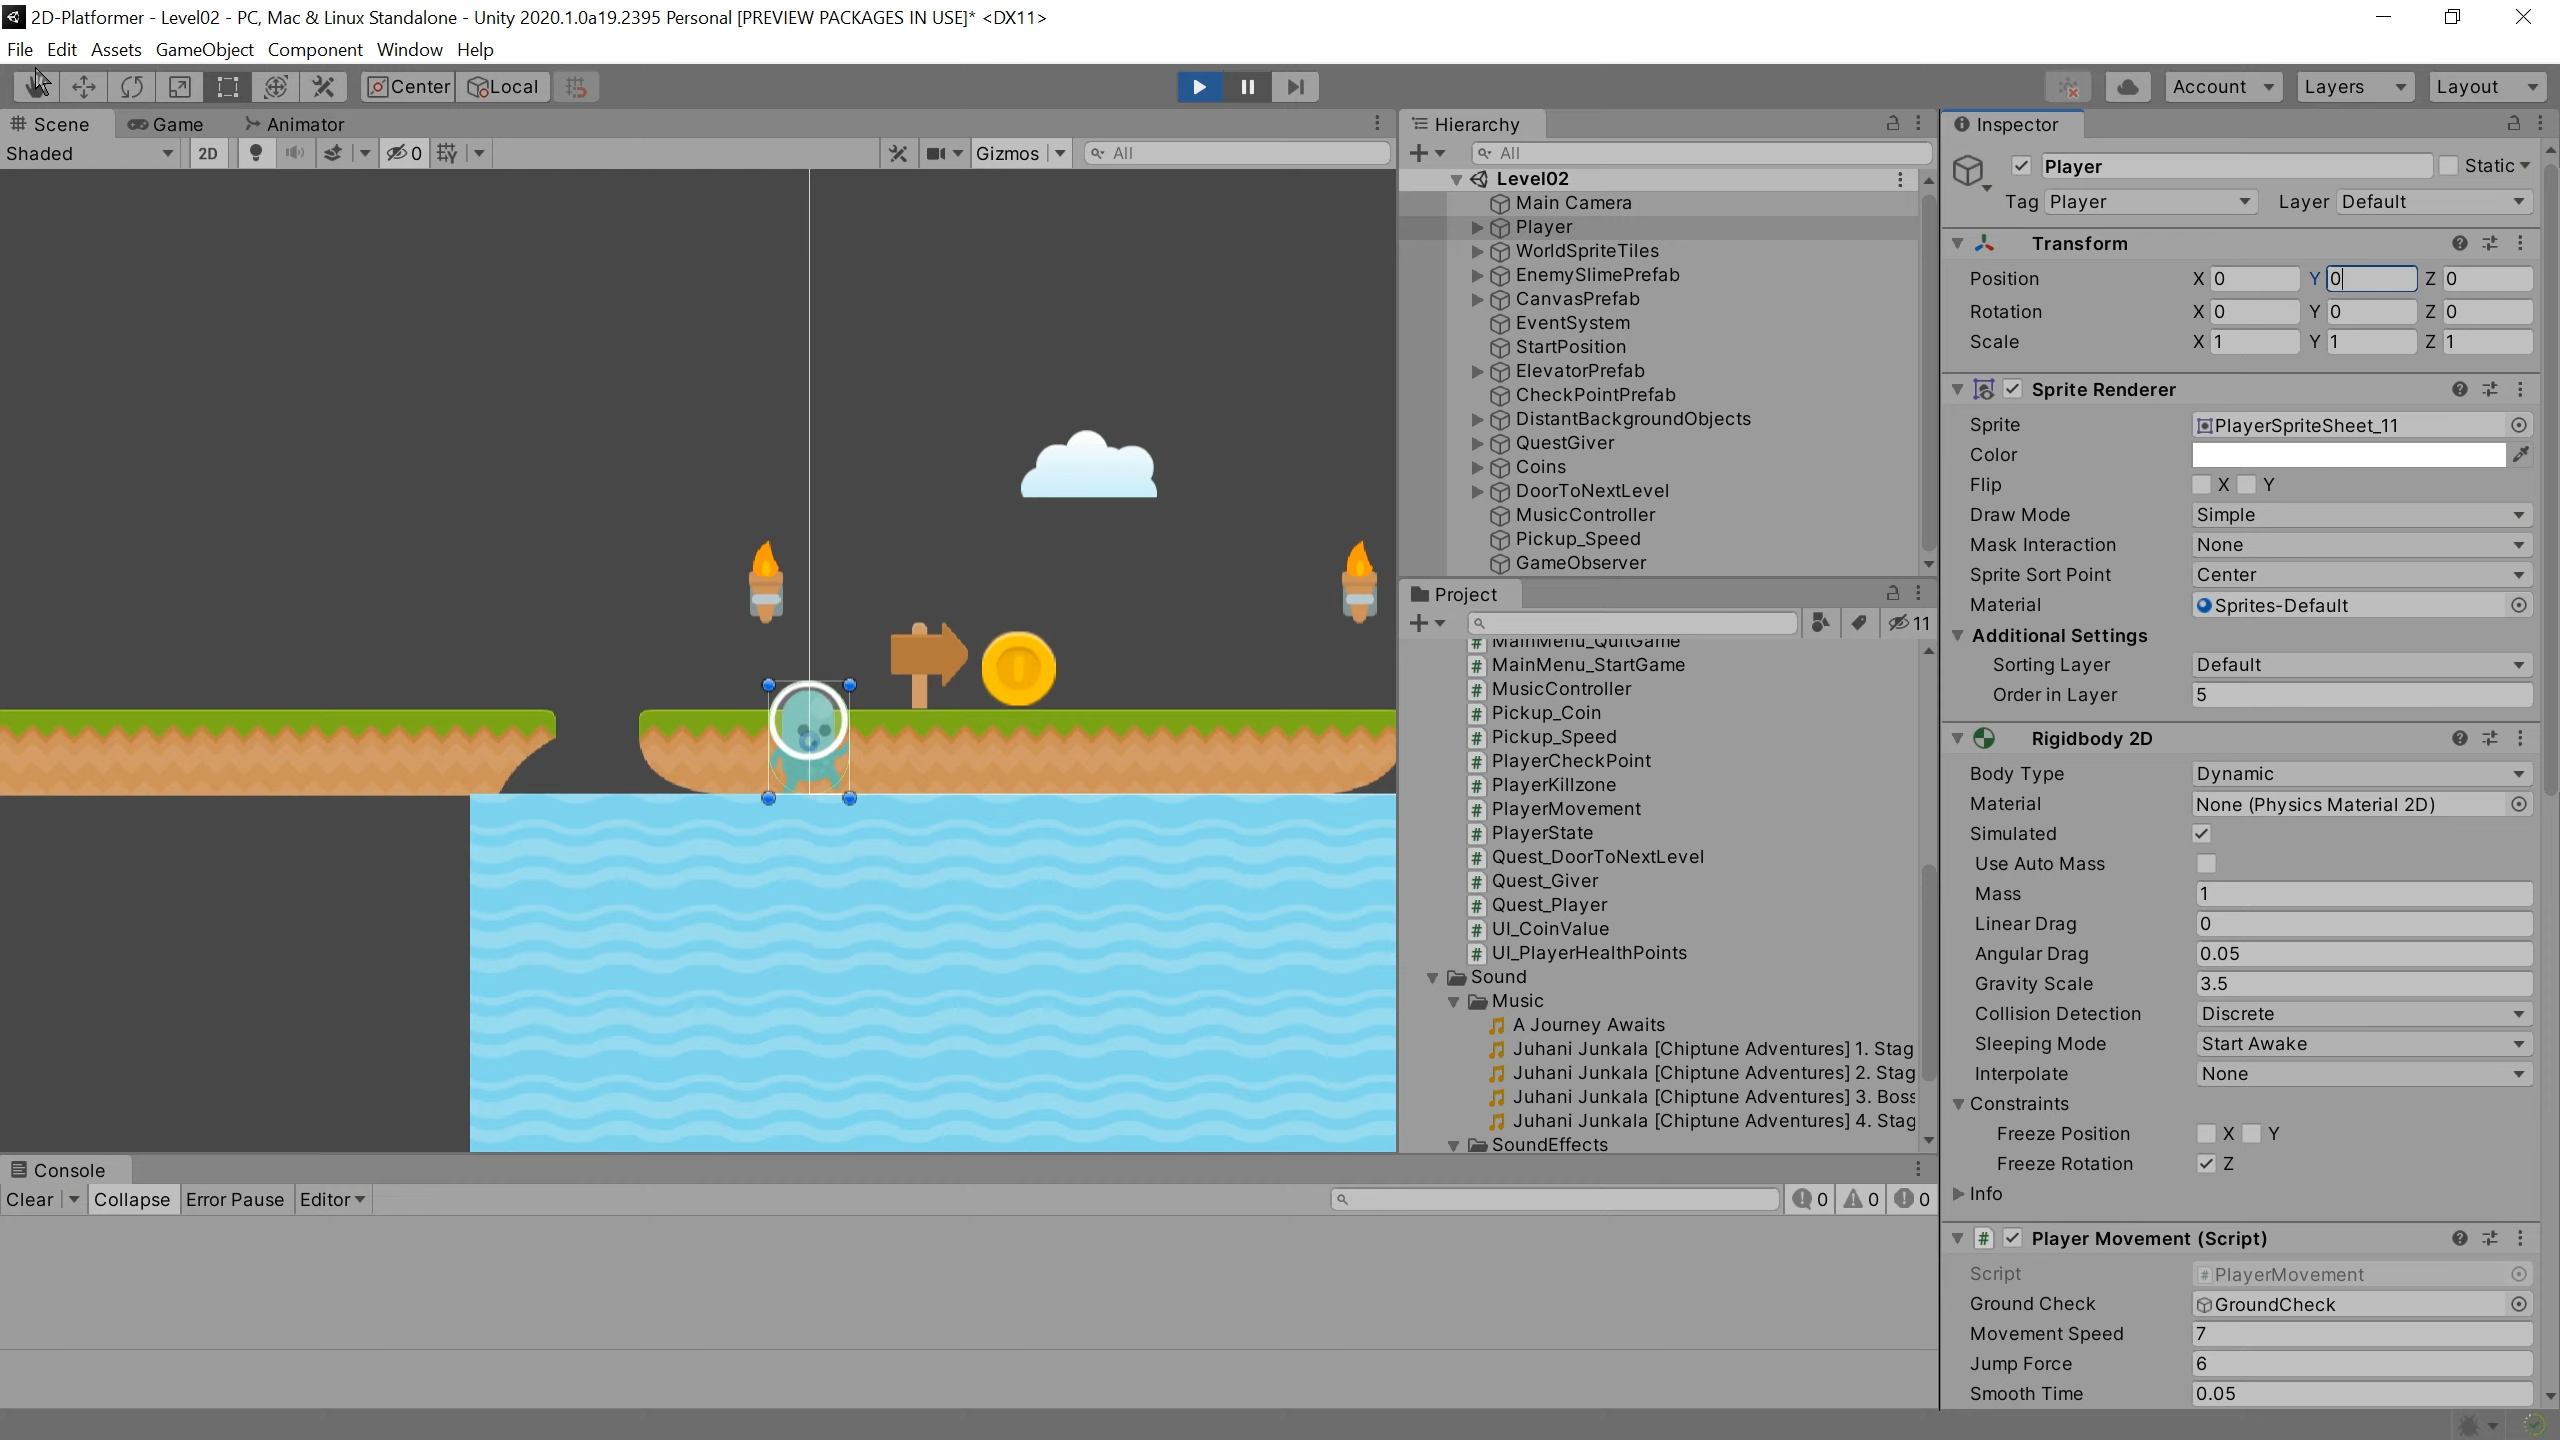 2D-Platformer - Level02 - PC, Mac & Linux Standalone - Unity 2020.1.0a19.2395 Personal [PREVIEW PACKAGES IN USE]* <DX11>
File Edit Assets GameObject Component Window Help
Center Local Account Layers Layout
Scene Game Animator
Shaded 2D 0 Gizmos All
Hierarchy
All
Level02
Main Camera
Player
WorldSpriteTiles
EnemySlimePrefab
CanvasPrefab
EventSystem
StartPosition
ElevatorPrefab
CheckPointPrefab
DistantBackgroundObjects
QuestGiver
Coins
DoorToNextLevel
MusicController
Pickup_Speed
GameObserver
Project
11
MainMenu_QuitGame
MainMenu_StartGame
MusicController
Pickup_Coin
Pickup_Speed
PlayerCheckPoint
PlayerKillzone
PlayerMovement
PlayerState
Quest_DoorToNextLevel
Quest_Giver
Quest_Player
UI_CoinValue
UI_PlayerHealthPoints
Sound
Music
A Journey Awaits
Juhani Junkala [Chiptune Adventures] 1. Stag
Juhani Junkala [Chiptune Adventures] 2. Stag
Juhani Junkala [Chiptune Adventures] 3. Boss
Juhani Junkala [Chiptune Adventures] 4. Stag
SoundEffects
Console
Clear Collapse Error Pause Editor 0 0 0
Inspector
Player Static
Tag Player Layer Default
Transform
Position X 0 Y 0 Z 0
Rotation X 0 Y 0 Z 0
Scale X 1 Y 1 Z 1
Sprite Renderer
Sprite PlayerSpriteSheet_11
Color
Flip X Y
Draw Mode Simple
Mask Interaction None
Sprite Sort Point Center
Material Sprites-Default
Additional Settings
Sorting Layer Default
Order in Layer 5
Rigidbody 2D
Body Type Dynamic
Material None (Physics Material 2D)
Simulated
Use Auto Mass
Mass 1
Linear Drag 0
Angular Drag 0.05
Gravity Scale 3.5
Collision Detection Discrete
Sleeping Mode Start Awake
Interpolate None
Constraints
Freeze Position X Y
Freeze Rotation Z
Info
# Player Movement (Script)
Script PlayerMovement
Ground Check GroundCheck
Movement Speed 7
Jump Force 6
Smooth Time 0.05